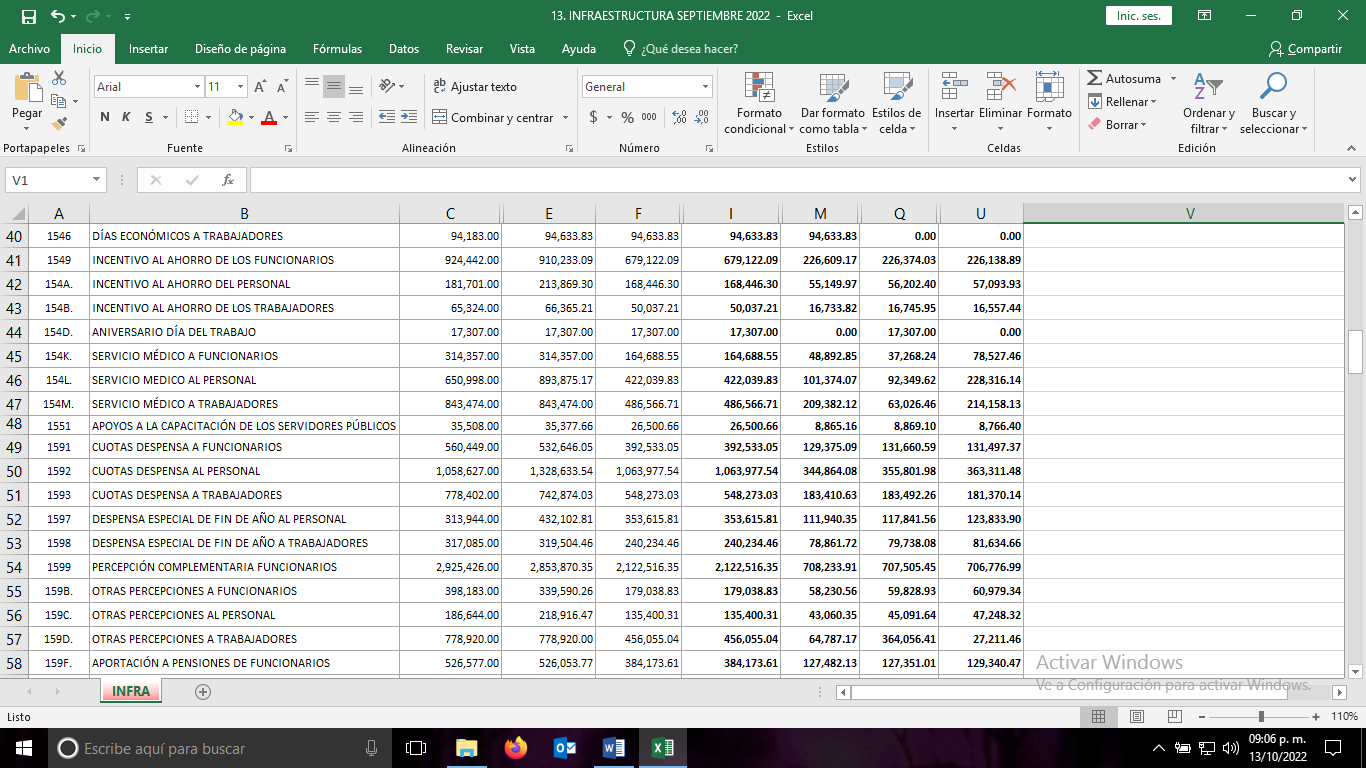 13. INFRAESTRUCTURA SEPTIEMBRE 2022 - Excel
Inic. ses.
Archivo Inicio Insertar Diseño de página Fórmulas Datos Revisar Vista Ayuda ¿Qué desea hacer? Compartir
Pegar
Portapapeles
Arial 11
N K S
Fuente
Ajustar texto
Combinar y centrar
Alineación
General
$ % 000
Número
Formato condicional
Dar formato como tabla
Estilos de celda
Estilos
Insertar Eliminar Formato
Celdas
Autosuma
Rellenar
Borrar
Ordenar y filtrar
Buscar y seleccionar
Edición
V1 fx
A B C E F I M Q U V
40 1546 DÍAS ECONÓMICOS A TRABAJADORES 94,183.00 94,633.83 94,633.83 94,633.83 94,633.83 0.00 0.00
41 1549 INCENTIVO AL AHORRO DE LOS FUNCIONARIOS 924,442.00 910,233.09 679,122.09 679,122.09 226,609.17 226,374.03 226,138.89
42 154A. INCENTIVO AL AHORRO DEL PERSONAL 181,701.00 213,869.30 168,446.30 168,446.30 55,149.97 56,202.40 57,093.93
43 154B. INCENTIVO AL AHORRO DE LOS TRABAJADORES 65,324.00 66,365.21 50,037.21 50,037.21 16,733.82 16,745.95 16,557.44
44 154D. ANIVERSARIO DÍA DEL TRABAJO 17,307.00 17,307.00 17,307.00 17,307.00 0.00 17,307.00 0.00
45 154K. SERVICIO MÉDICO A FUNCIONARIOS 314,357.00 314,357.00 164,688.55 164,688.55 48,892.85 37,268.24 78,527.46
46 154L. SERVICIO MEDICO AL PERSONAL 650,998.00 893,875.17 422,039.83 422,039.83 101,374.07 92,349.62 228,316.14
47 154M. SERVICIO MÉDICO A TRABAJADORES 843,474.00 843,474.00 486,566.71 486,566.71 209,382.12 63,026.46 214,158.13
48 1551 APOYOS A LA CAPACITACIÓN DE LOS SERVIDORES PÚBLICOS 35,508.00 35,377.66 26,500.66 26,500.66 8,865.16 8,869.10 8,766.40
49 1591 CUOTAS DESPENSA A FUNCIONARIOS 560,449.00 532,646.05 392,533.05 392,533.05 129,375.09 131,660.59 131,497.37
50 1592 CUOTAS DESPENSA AL PERSONAL 1,058,627.00 1,328,633.54 1,063,977.54 1,063,977.54 344,864.08 355,801.98 363,311.48
51 1593 CUOTAS DESPENSA A TRABAJADORES 778,402.00 742,874.03 548,273.03 548,273.03 183,410.63 183,492.26 181,370.14
52 1597 DESPENSA ESPECIAL DE FIN DE AÑO AL PERSONAL 313,944.00 432,102.81 353,615.81 353,615.81 111,940.35 117,841.56 123,833.90
53 1598 DESPENSA ESPECIAL DE FIN DE AÑO A TRABAJADORES 317,085.00 319,504.46 240,234.46 240,234.46 78,861.72 79,738.08 81,634.66
54 1599 PERCEPCIÓN COMPLEMENTARIA FUNCIONARIOS 2,925,426.00 2,853,870.35 2,122,516.35 2,122,516.35 708,233.91 707,505.45 706,776.99
55 159B. OTRAS PERCEPCIONES A FUNCIONARIOS 398,183.00 339,590.26 179,038.83 179,038.83 58,230.56 59,828.93 60,979.34
56 159C. OTRAS PERCEPCIONES AL PERSONAL 186,644.00 218,916.47 135,400.31 135,400.31 43,060.35 45,091.64 47,248.32
57 159D. OTRAS PERCEPCIONES A TRABAJADORES 778,920.00 778,920.00 456,055.04 456,055.04 64,787.17 364,056.41 27,211.46
58 159F. APORTACIÓN A PENSIONES DE FUNCIONARIOS 526,577.00 526,053.77 384,173.61 384,173.61 127,482.13 127,351.01 129,340.47
Activar Windows
Ve a Configuración para activar Windows.
INFRA
Listo
110%
Escribe aquí para buscar
09:06 p. m.
13/10/2022